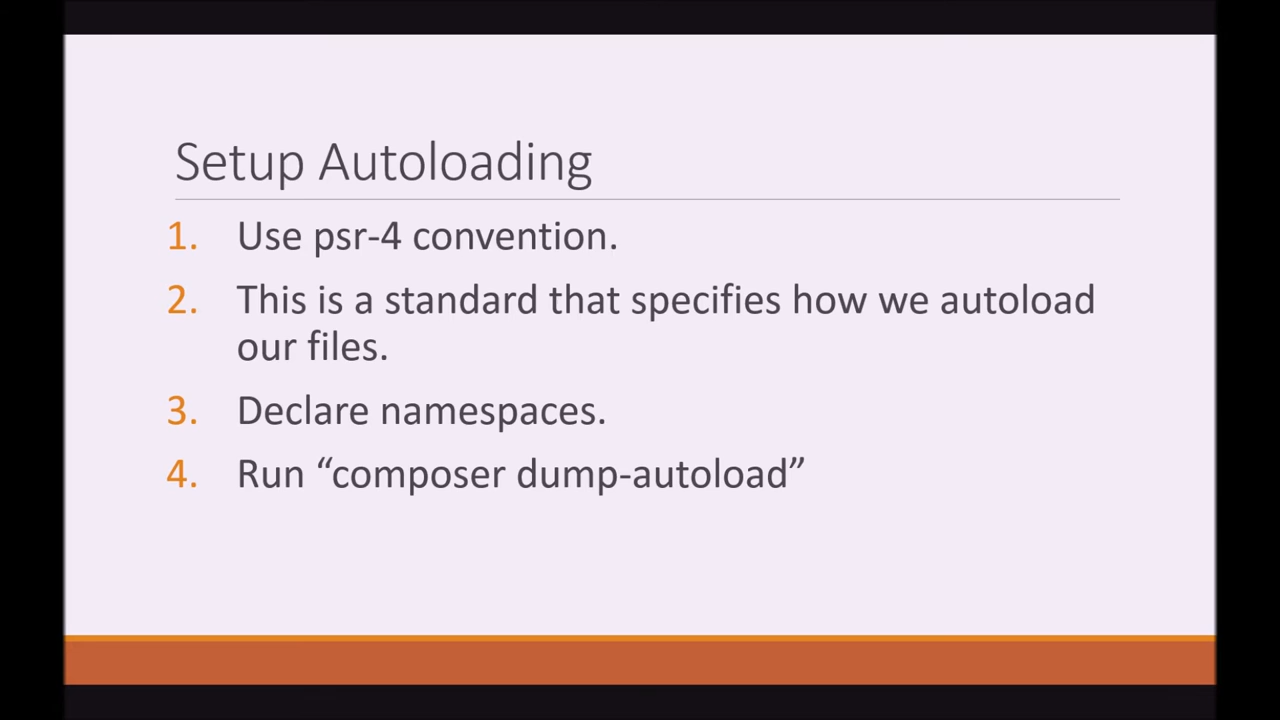 Setup Autoloading
1. Use psr-4 convention.
2. This is a standard that specifies how we autoload
our files.
3. Declare namespaces.
4. Run “composer dump-autoload”